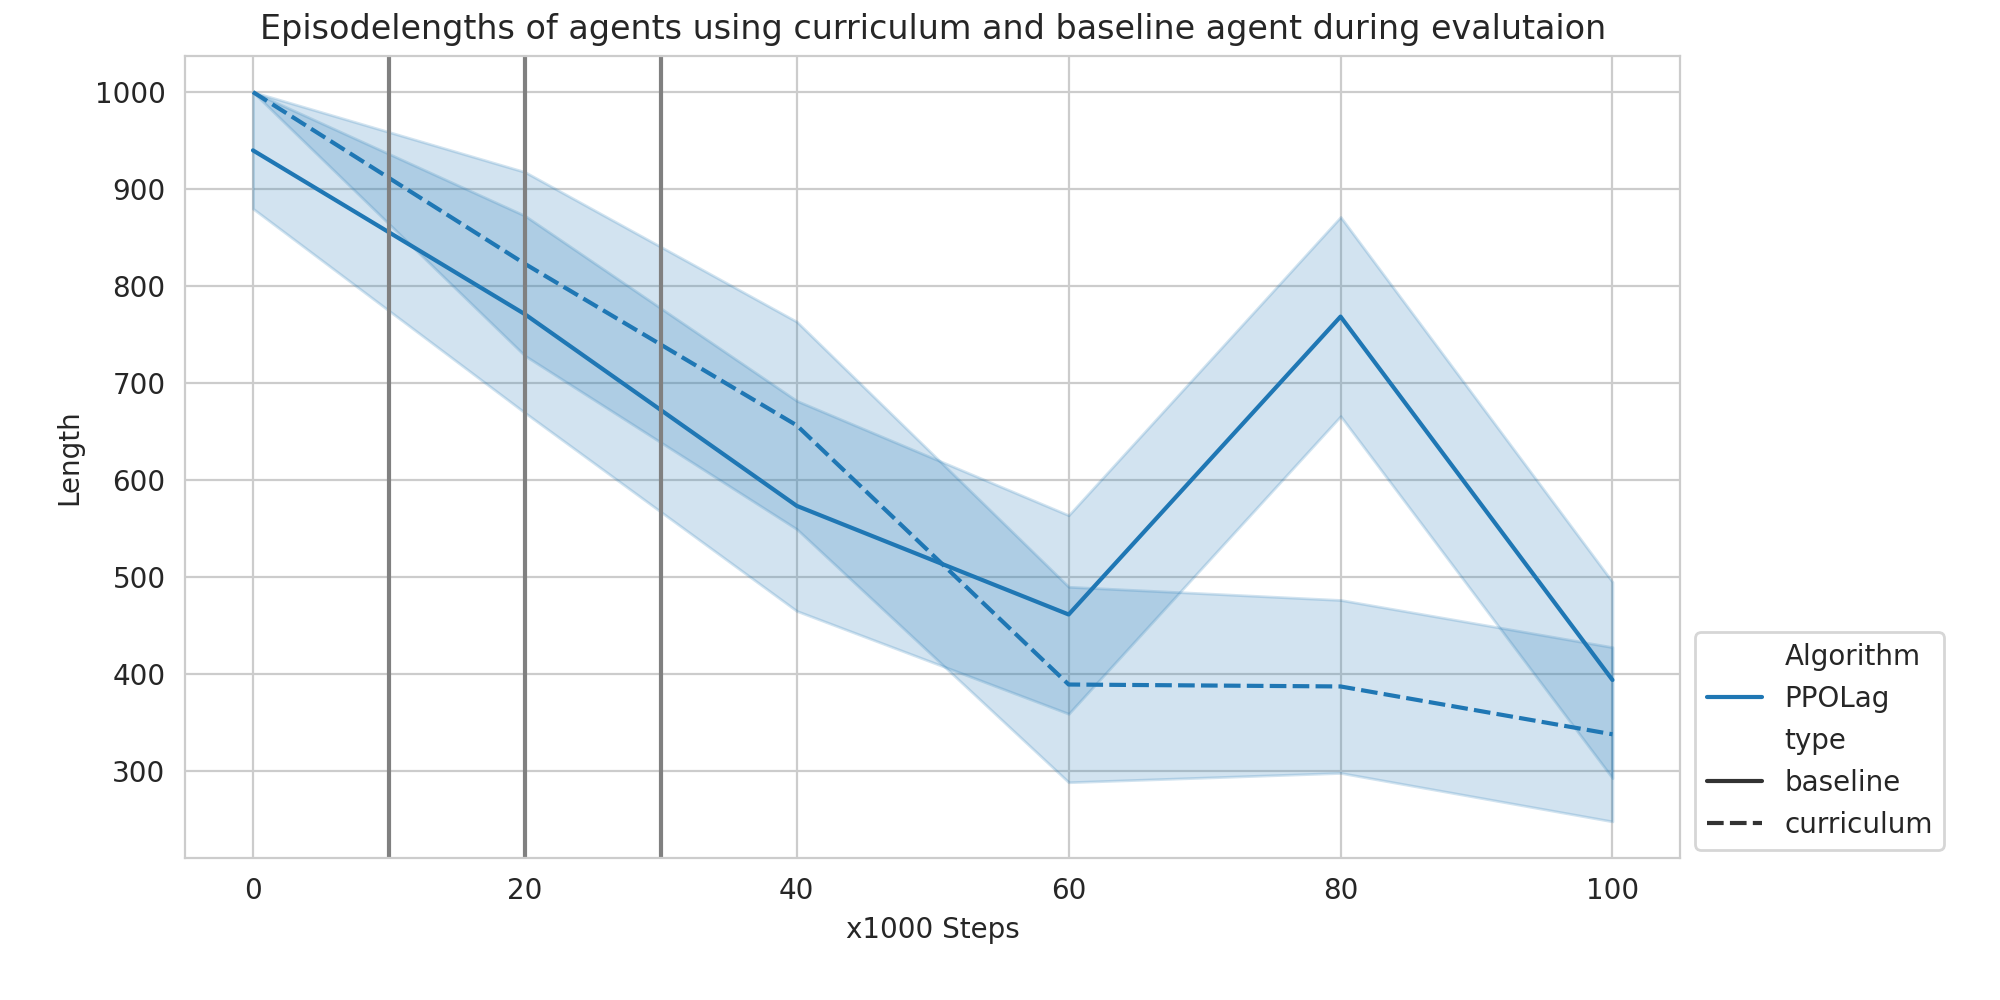 Episodelengths of agents using curriculum and baseline agent during evalutaion
1000
900
800
700
600
500
400
300
Length
0 20 40 60 80 100
x1000 Steps
Algorithm
PPOLag
type
baseline
curriculum